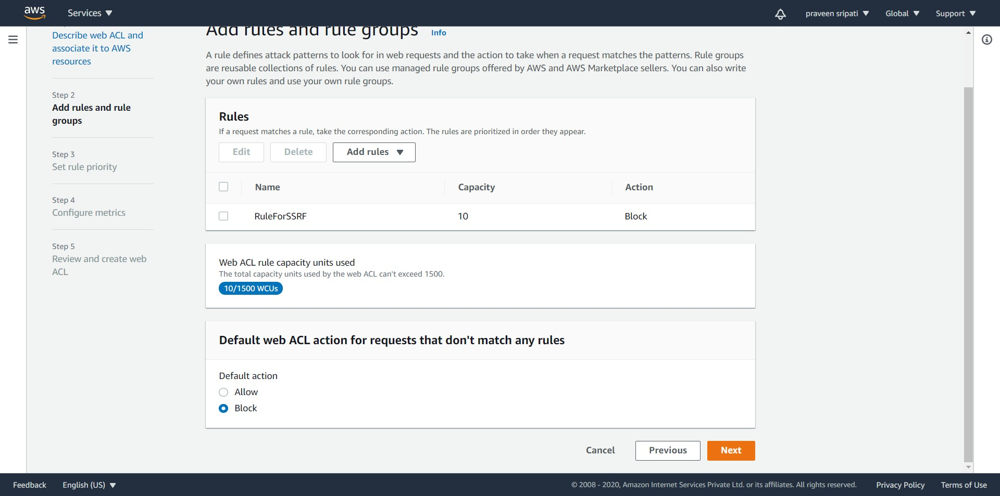 aws
Services
praveen sripati
Global
Support
Describe web ACL and
associate it to AWS
resources
Step 2
Add rules and rule
groups
Step 3
Set rule priority
Step 4
Configure metrics
Step 5
Review and create web
ACL
Add rules and rule groups Info
A rule defines attack patterns to look for in web requests and the action to take when a request matches the patterns. Rule groups
are reusable collections of rules. You can use managed rule groups offered by AWS and AWS Marketplace sellers. You can also write
your own rules and use your own rule groups.
Rules
If a request matches a rule, take the corresponding action. The rules are prioritized in order they appear.
Edit Delete Add rules
Name Capacity Action
RuleForSSRF 10 Block
Web ACL rule capacity units used
The total capacity units used by the web ACL can't exceed 1500.
10/1500 WCUs
Default web ACL action for requests that don't match any rules
Default action
Allow
Block
Cancel Previous Next
Feedback English (US) © 2008 - 2020, Amazon Internet Services Private Ltd. or its affiliates. All rights reserved. Privacy Policy Terms of Use